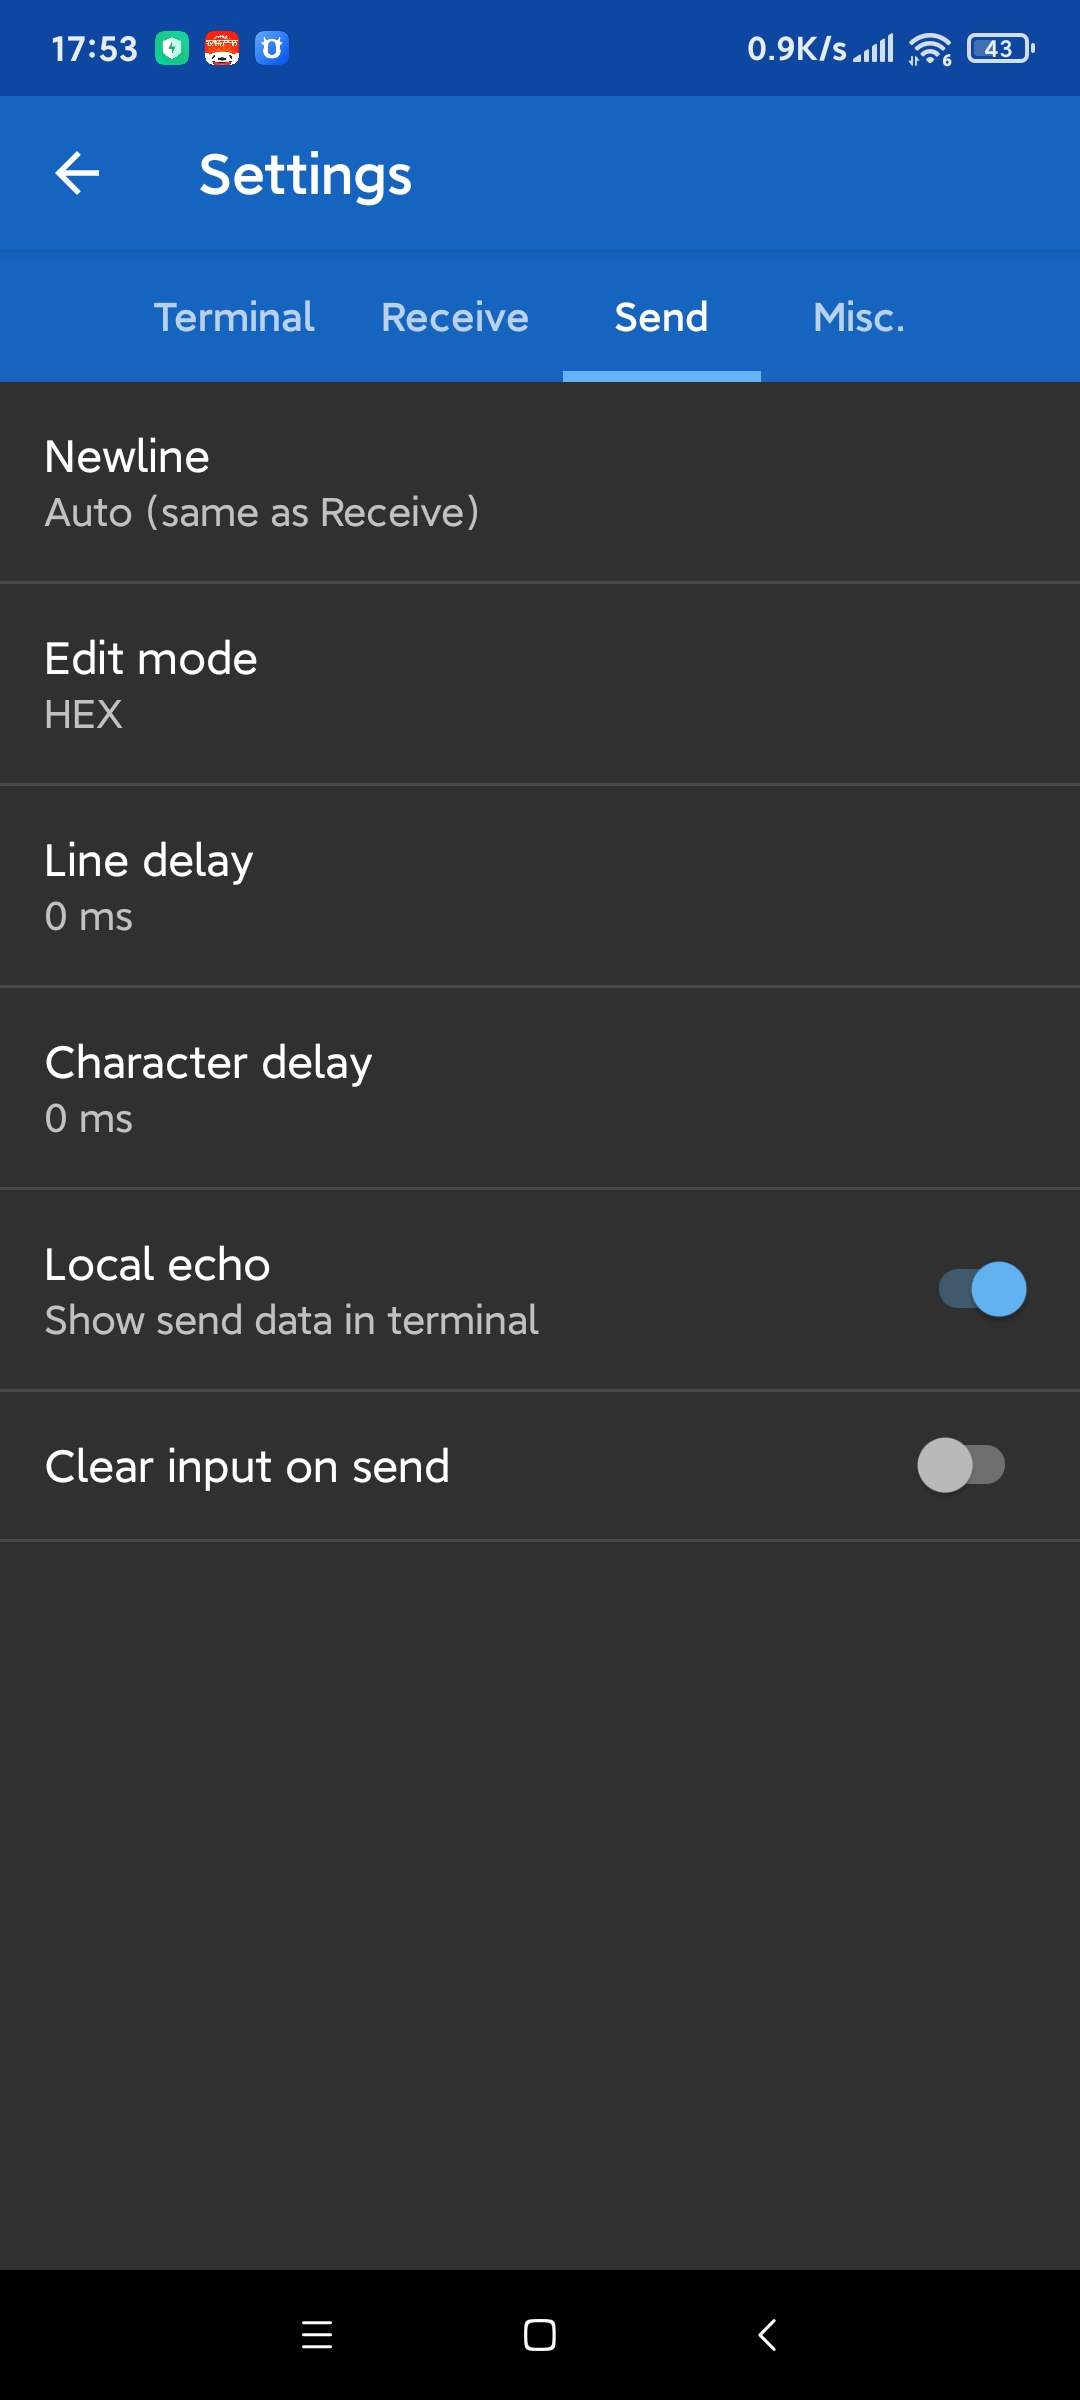 17:53 0.9K/s 6 43
Settings
Terminal Receive Send Misc.
Newline
Auto (same as Receive)
Edit mode
HEX
Line delay
0 ms
Character delay
0 ms
Local echo
Show send data in terminal
Clear input on send